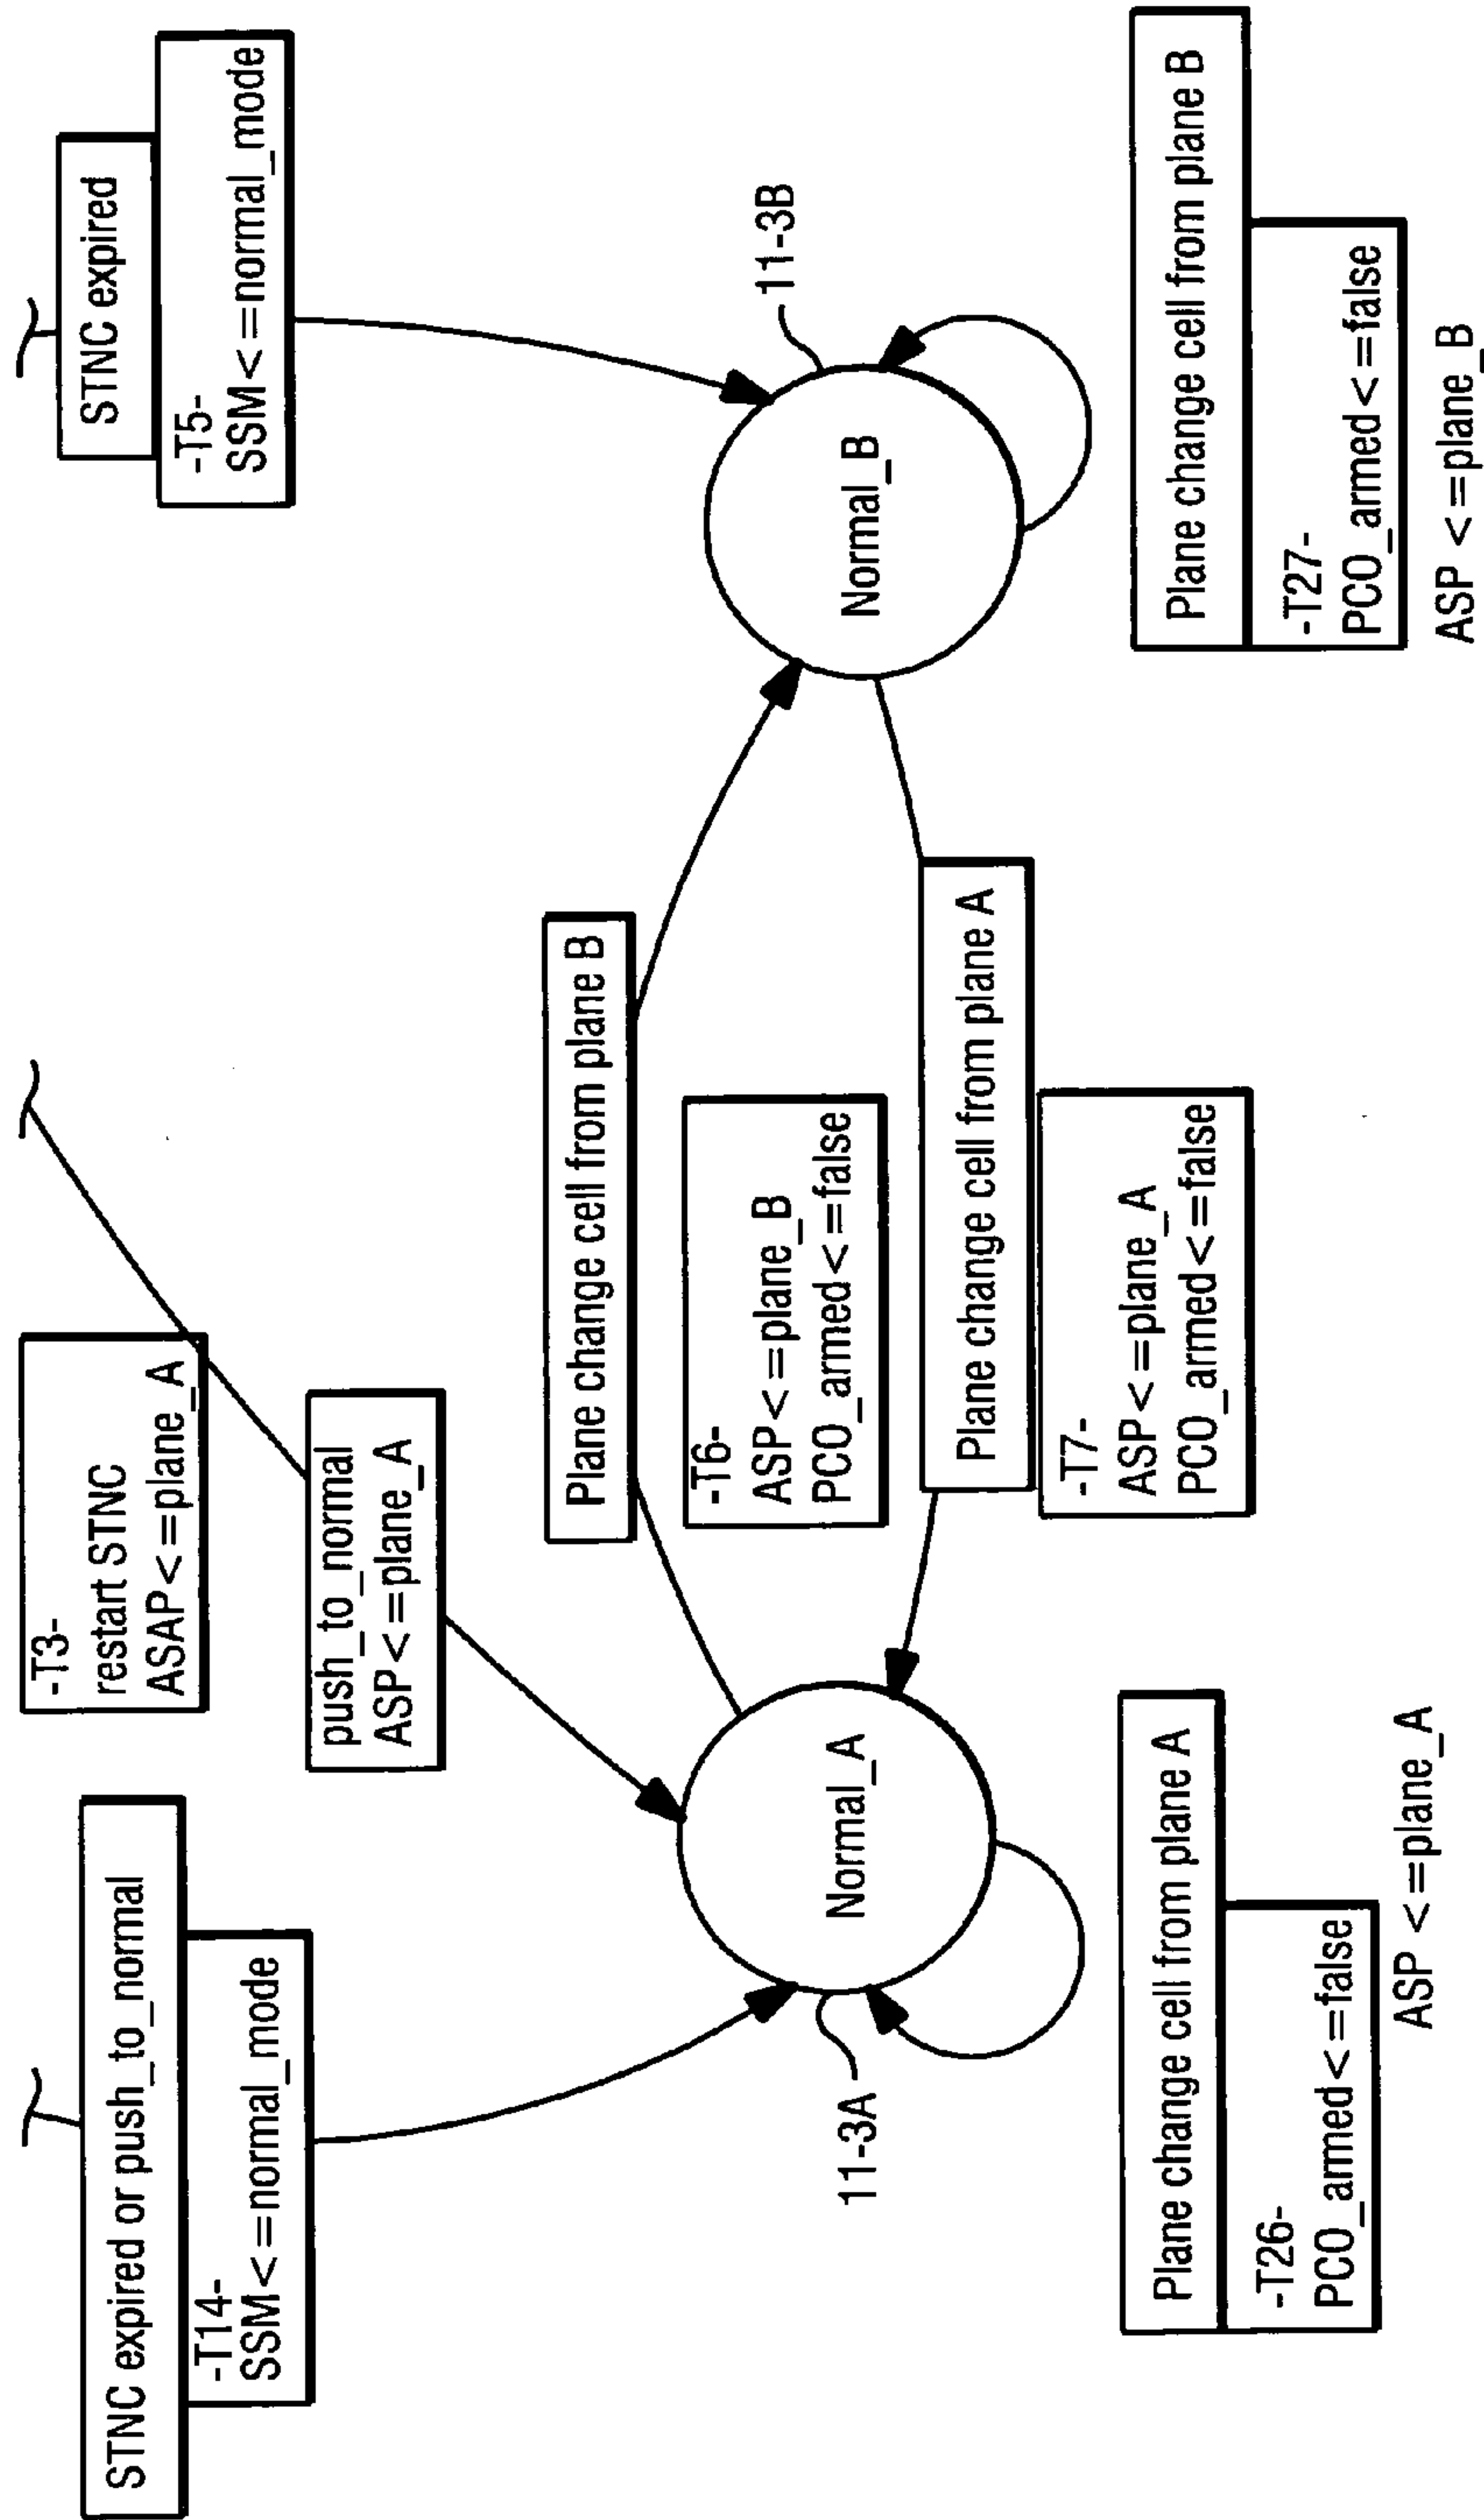 STNC expired or push_to_normal
-T14-
SSM<=normal_mode
-T3-
restart STNC
ASAP<=plane_A
push_to_normal
ASP<=plane_A
STNC expired
-T5-
SSM<=normal_mode
Plane change cell from plane B
-T6-
ASP<=plane_B
PCO_armed<=false
Normal_A
11-3A
Normal_B
11-3B
Plane change cell from plane A
-T7-
ASP<=plane_A
PCO_armed<=false
Plane change cell from plane A
-T26-
PCO_armed<=false
ASP <=plane_A
Plane change cell from plane B
-T27-
PCO_armed<=false
ASP <=plane_B